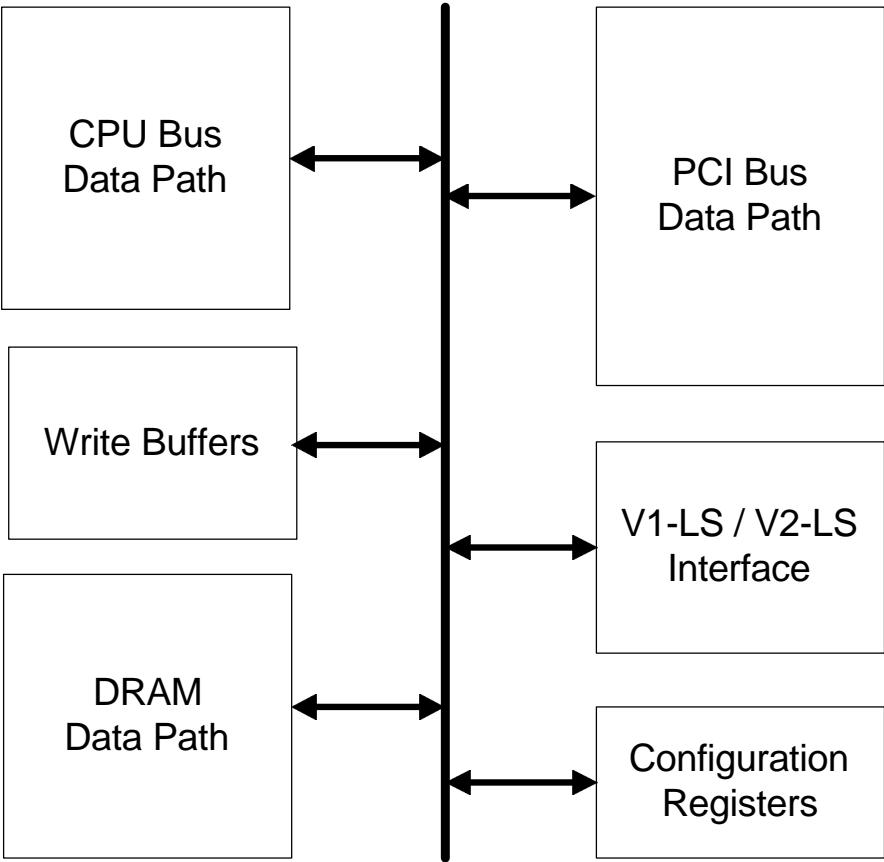 CPU Bus
Data Path
PCI Bus
Data Path
Write Buffers
V1-LS / V2-LS
Interface
DRAM
Data Path
Configuration
Registers